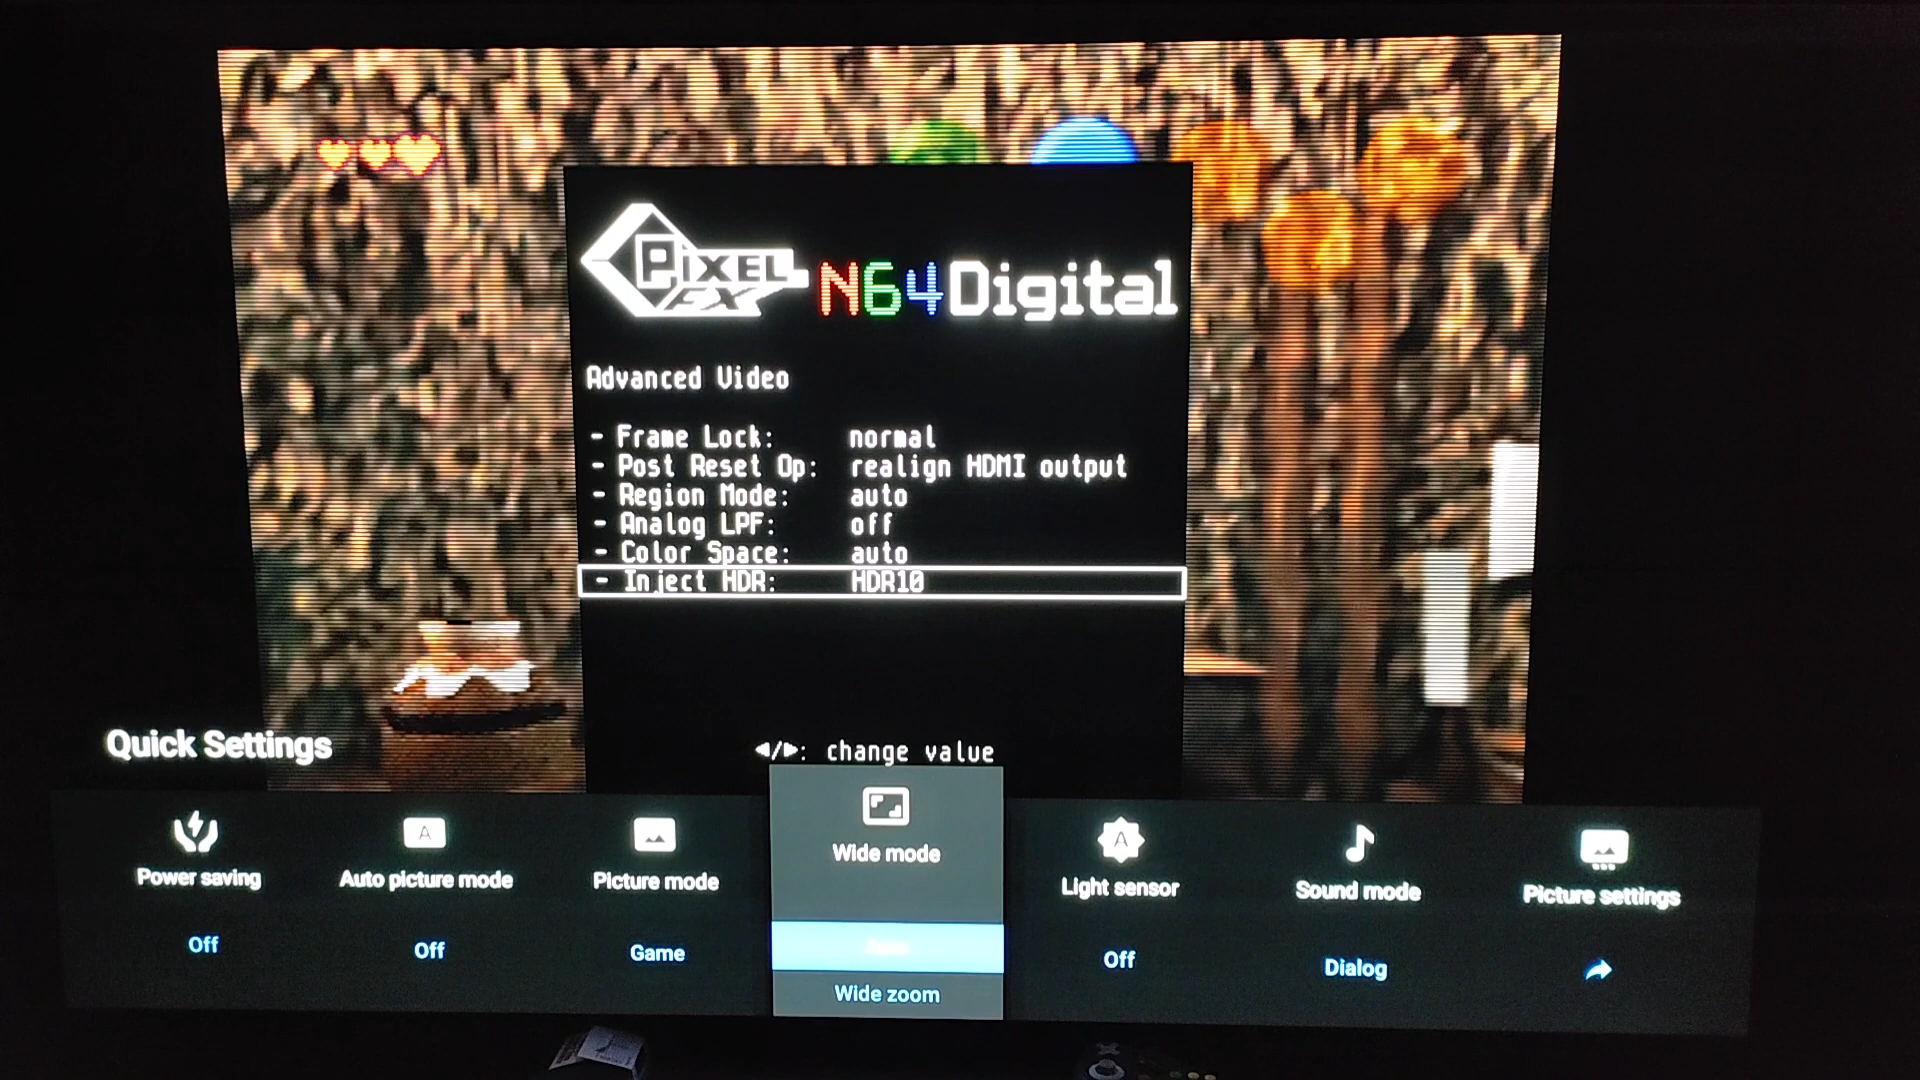 PIXEL
FX
N64 Digital
Advanced Video
- Frame Lock: normal
- Post Reset Op: realign HDMI output
- Region Mode: auto
- Analog LPF: off
- Color Space: auto
- Inject HDR: HDR10
◀/▶: change value
Quick Settings
Power saving
Off
A
Auto picture mode
Off
Picture mode
Game
Wide mode
Wide zoom
A
Light sensor
Off
Sound mode
Dialog
Picture settings